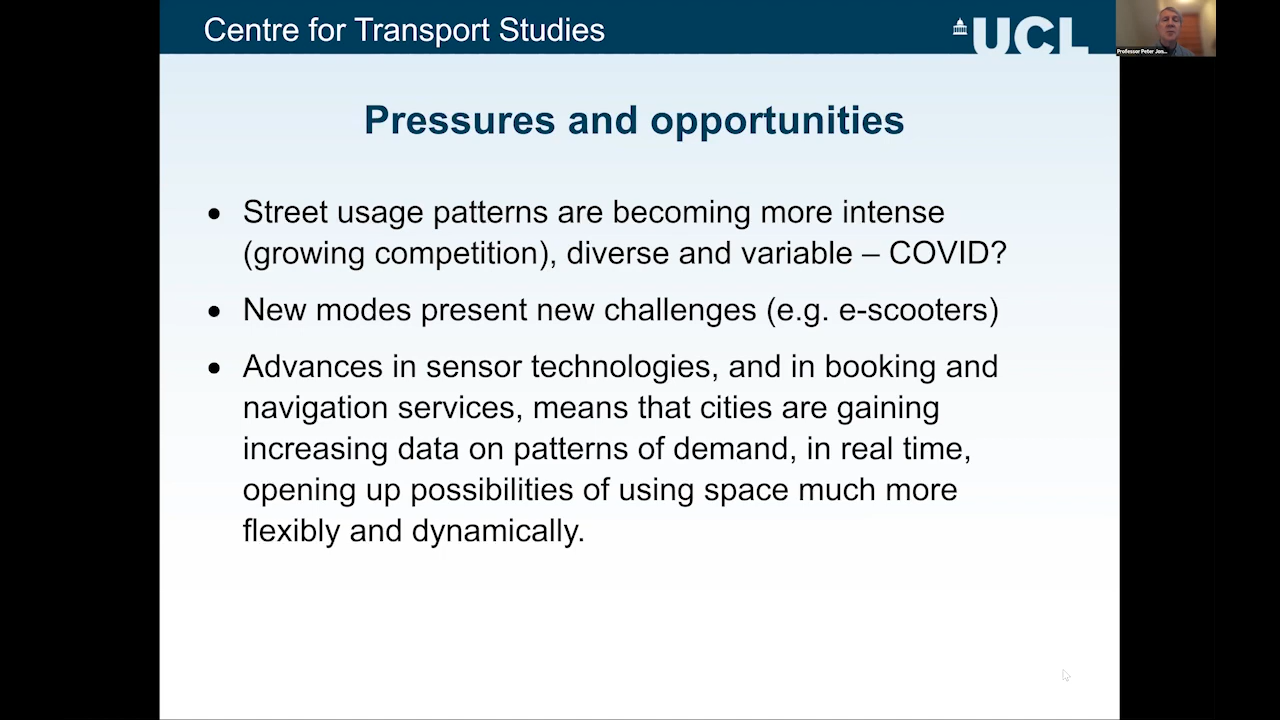 Centre for Transport Studies
UCL
Professor Peter Jon...
Pressures and opportunities
• Street usage patterns are becoming more intense
(growing competition), diverse and variable – COVID?
• New modes present new challenges (e.g. e-scooters)
• Advances in sensor technologies, and in booking and
navigation services, means that cities are gaining
increasing data on patterns of demand, in real time,
opening up possibilities of using space much more
flexibly and dynamically.